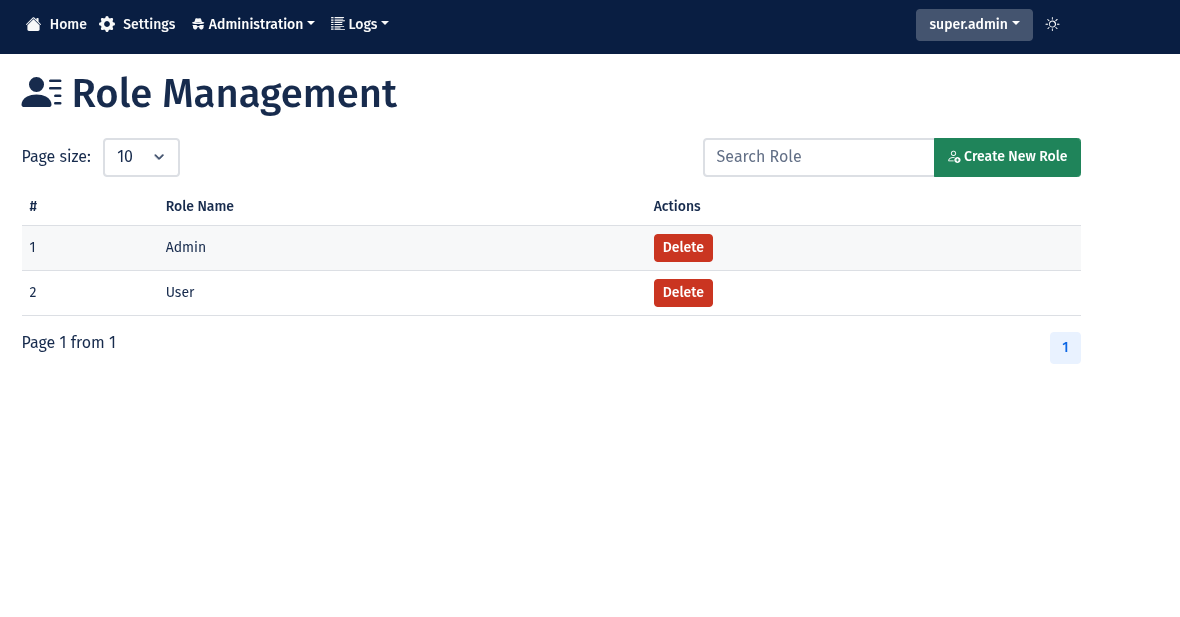 Home Settings Administration Logs super.admin
Role Management
Page size: 10 Search Role Create New Role
# Role Name Actions
1 Admin Delete
2 User Delete
Page 1 from 1 1